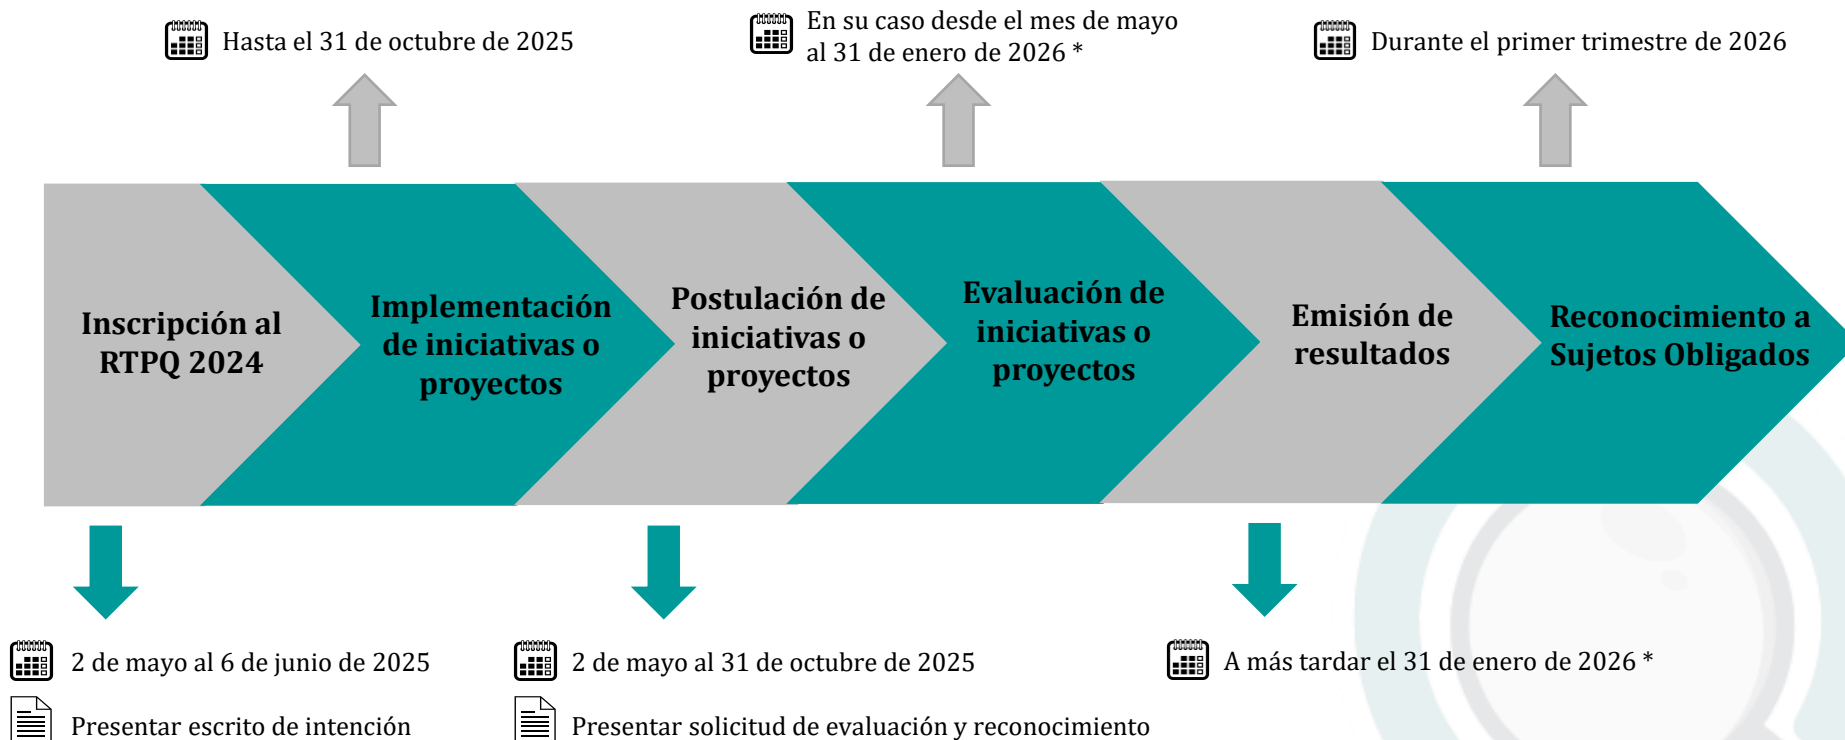 Hasta el 31 de octubre de 2025
En su caso desde el mes de mayo
al 31 de enero de 2026 *
Durante el primer trimestre de 2026
Inscripción al
RTPQ 2024
Implementación
de iniciativas o
proyectos
Postulación de
iniciativas o
proyectos
Evaluación de
iniciativas o
proyectos
Emisión de
resultados
Reconocimiento a
Sujetos Obligados
2 de mayo al 6 de junio de 2025
Presentar escrito de intención
2 de mayo al 31 de octubre de 2025
Presentar solicitud de evaluación y reconocimiento
A más tardar el 31 de enero de 2026 *